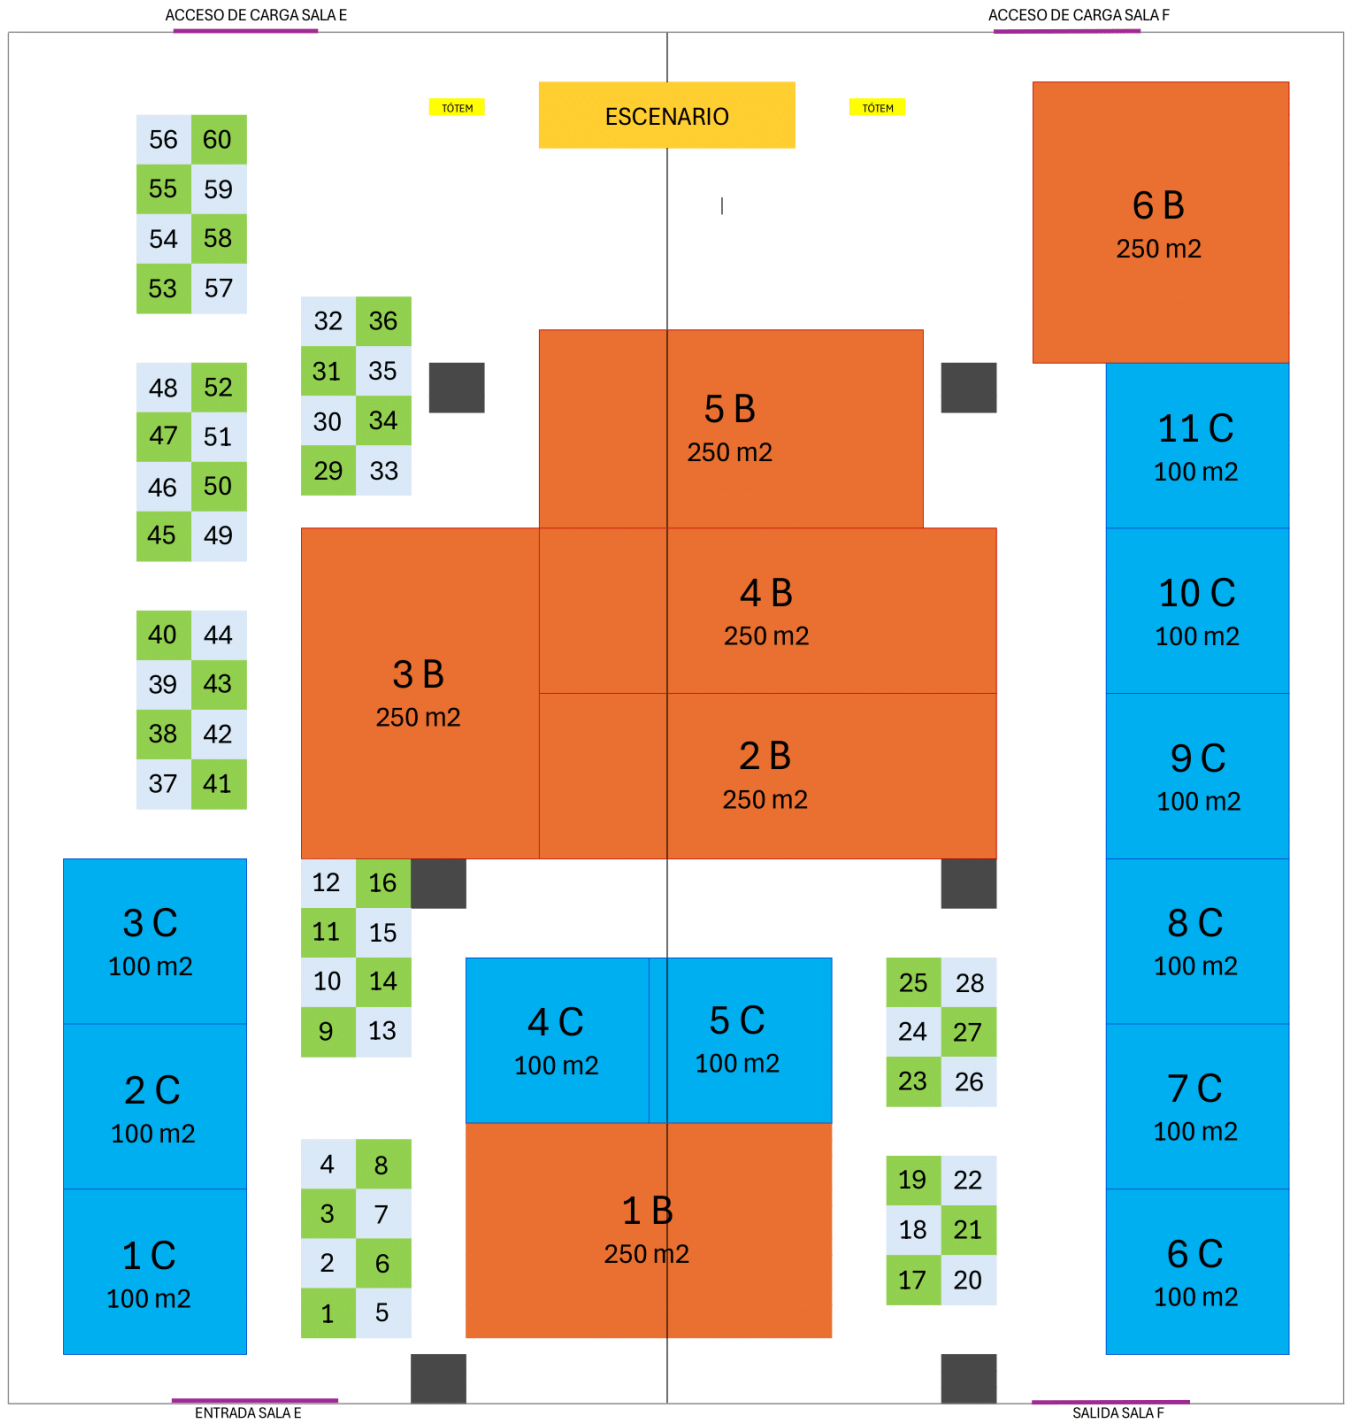 ACCESO DE CARGA SALA E
ACCESO DE CARGA SALA F
TÓTEM
ESCENARIO
TÓTEM
56 60
55 59
54 58
53 57
6 B
250 m2
32 36
31 35
30 34
29 33
48 52
47 51
46 50
45 49
5 B
250 m2
11 C
100 m2
40 44
39 43
38 42
37 41
3 B
250 m2
4 B
250 m2
2 B
250 m2
10 C
100 m2
9 C
100 m2
3 C
100 m2
2 C
100 m2
1 C
100 m2
12 16
11 15
10 14
9 13
4 8
3 7
2 6
1 5
4 C
100 m2
5 C
100 m2
1 B
250 m2
25 28
24 27
23 26
19 22
18 21
17 20
8 C
100 m2
7 C
100 m2
6 C
100 m2
ENTRADA SALA E
SALIDA SALA F